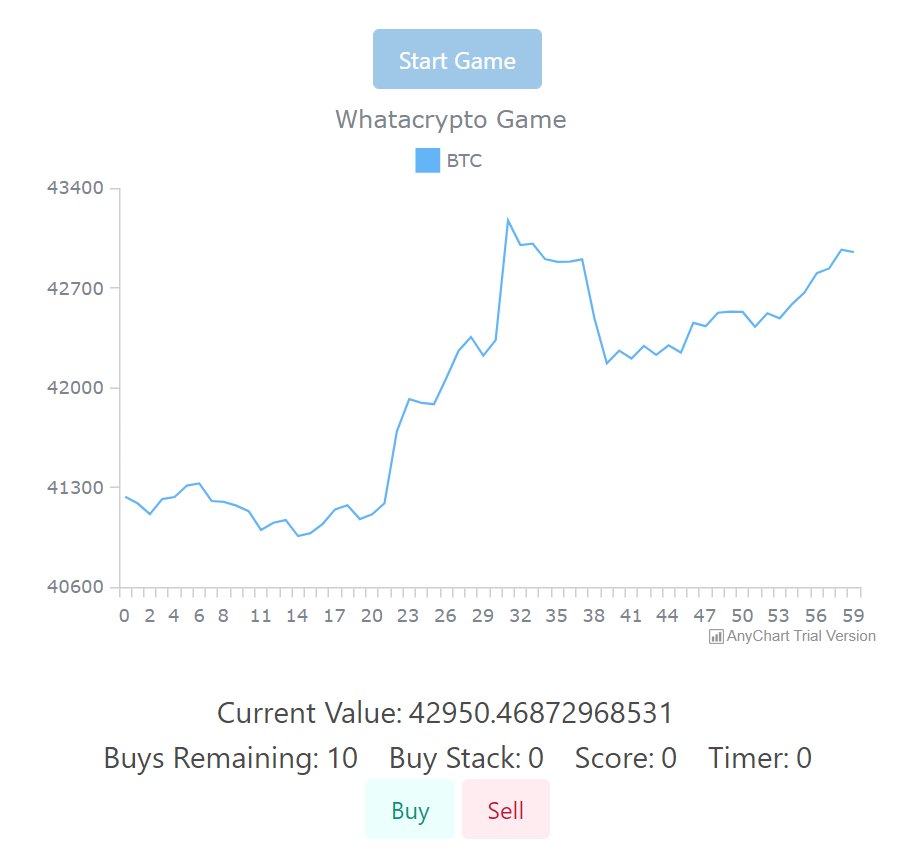 Start Game
Whatacrypto Game
BTC
43400
42700
42000
41300
40600
0 2 4 6 8 11 14 17 20 23 26 29 32 35 38 41 44 47 50 53 56 59
AnyChart Trial Version
Current Value: 42950.46872968531
Buys Remaining: 10 Buy Stack: 0 Score: 0 Timer: 0
Buy Sell